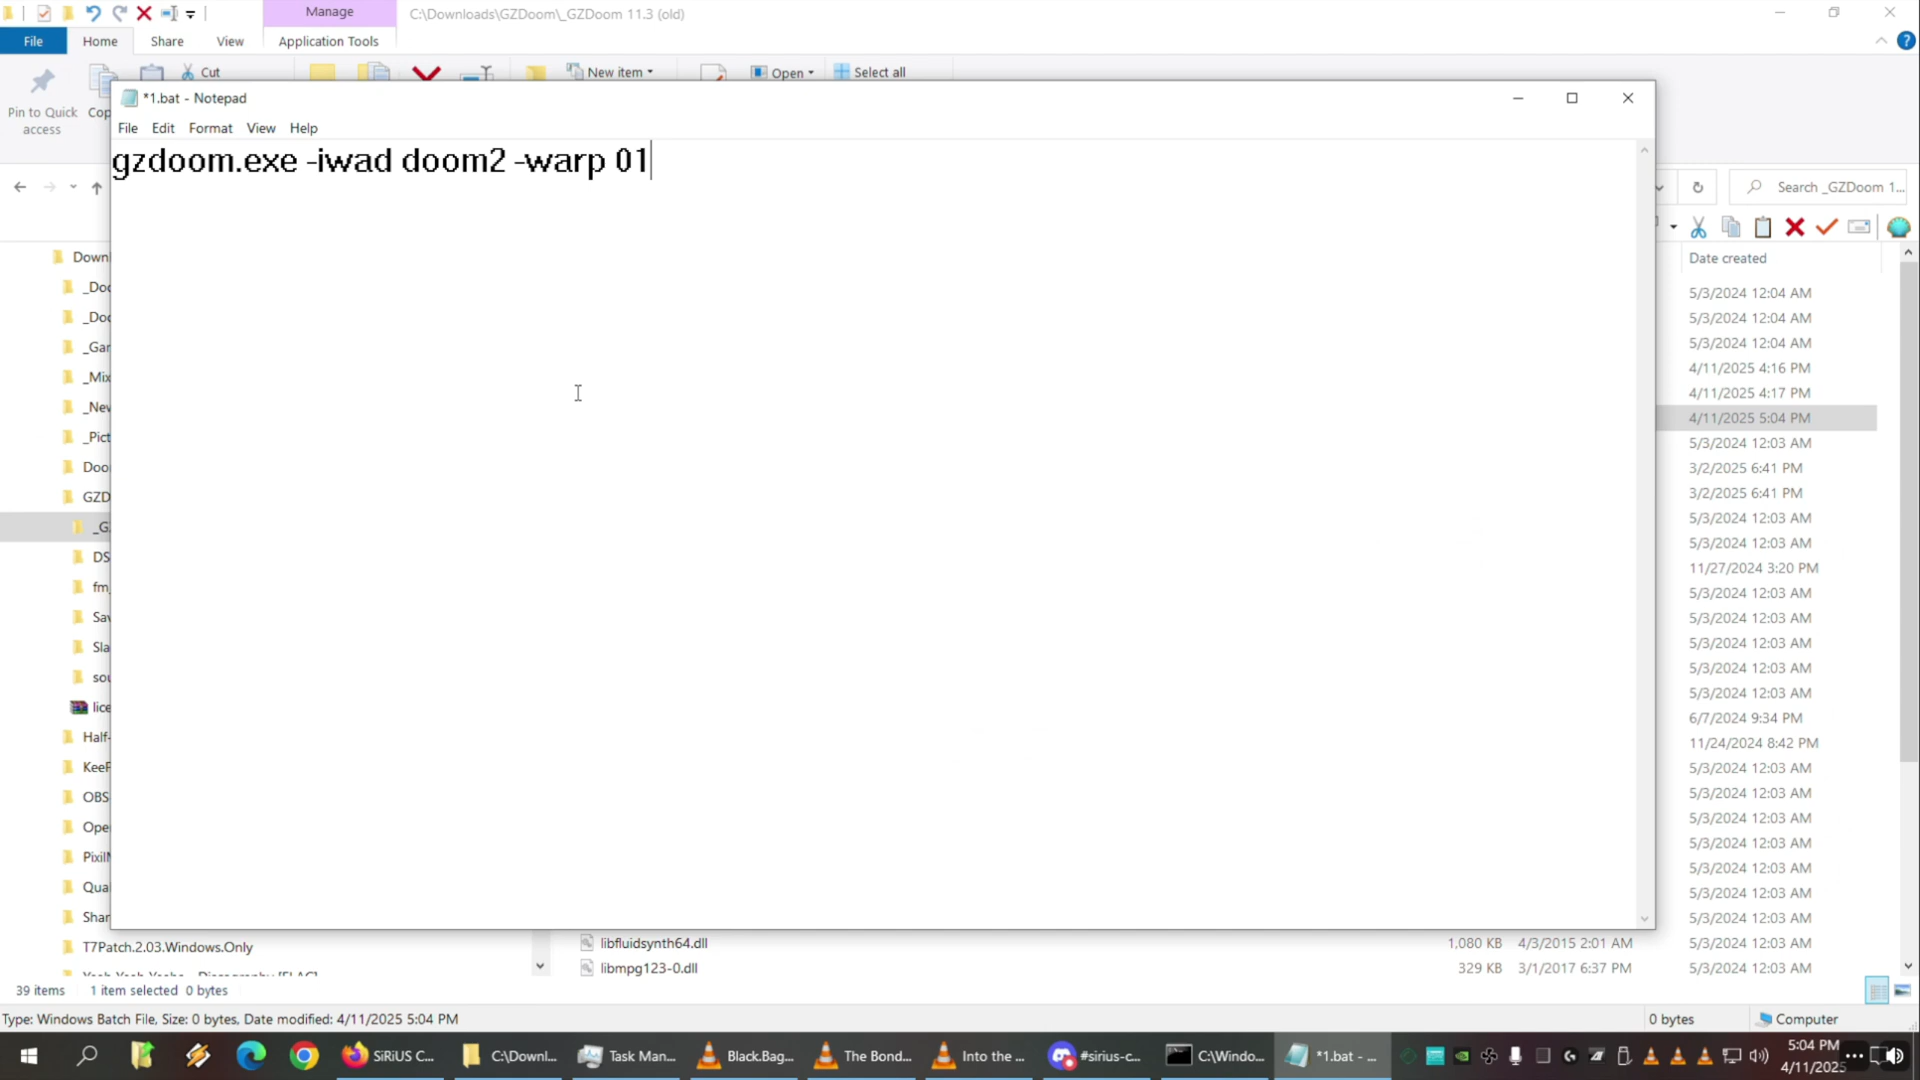 Manage
C:\Downloads\GZDoom\_GZDoom 11.3 (old)
File
Home
Share
View
Application Tools
Cut
New item
Open
Select all
Pin to Quick
access
*1.bat - Notepad
File
Edit
Format
View
Help
gzdoom.exe -iwad doom2 -warp 01
Search _GZDoom 1...
Date created
5/3/2024 12:04 AM
5/3/2024 12:04 AM
5/3/2024 12:04 AM
4/11/2025 4:16 PM
4/11/2025 4:17 PM
4/11/2025 5:04 PM
5/3/2024 12:03 AM
3/2/2025 6:41 PM
3/2/2025 6:41 PM
5/3/2024 12:03 AM
5/3/2024 12:03 AM
11/27/2024 3:20 PM
5/3/2024 12:03 AM
5/3/2024 12:03 AM
5/3/2024 12:03 AM
5/3/2024 12:03 AM
5/3/2024 12:03 AM
6/7/2024 9:34 PM
11/24/2024 8:42 PM
5/3/2024 12:03 AM
5/3/2024 12:03 AM
5/3/2024 12:03 AM
5/3/2024 12:03 AM
5/3/2024 12:03 AM
5/3/2024 12:03 AM
5/3/2024 12:03 AM
T7Patch.2.03.Windows.Only
libfluidsynth64.dll 1,080 KB 4/3/2015 2:01 AM 5/3/2024 12:03 AM
libmpg123-0.dll 329 KB 3/1/2017 6:37 PM 5/3/2024 12:03 AM
39 items 1 item selected 0 bytes
Type: Windows Batch File, Size: 0 bytes, Date modified: 4/11/2025 5:04 PM
0 bytes
Computer
SiRiUS C...
C:\Downl...
Task Man...
Black.Bag...
The Bond...
Into the ...
#sirius-c...
C:\Windo...
*1.bat - ...
5:04 PM
4/11/2025